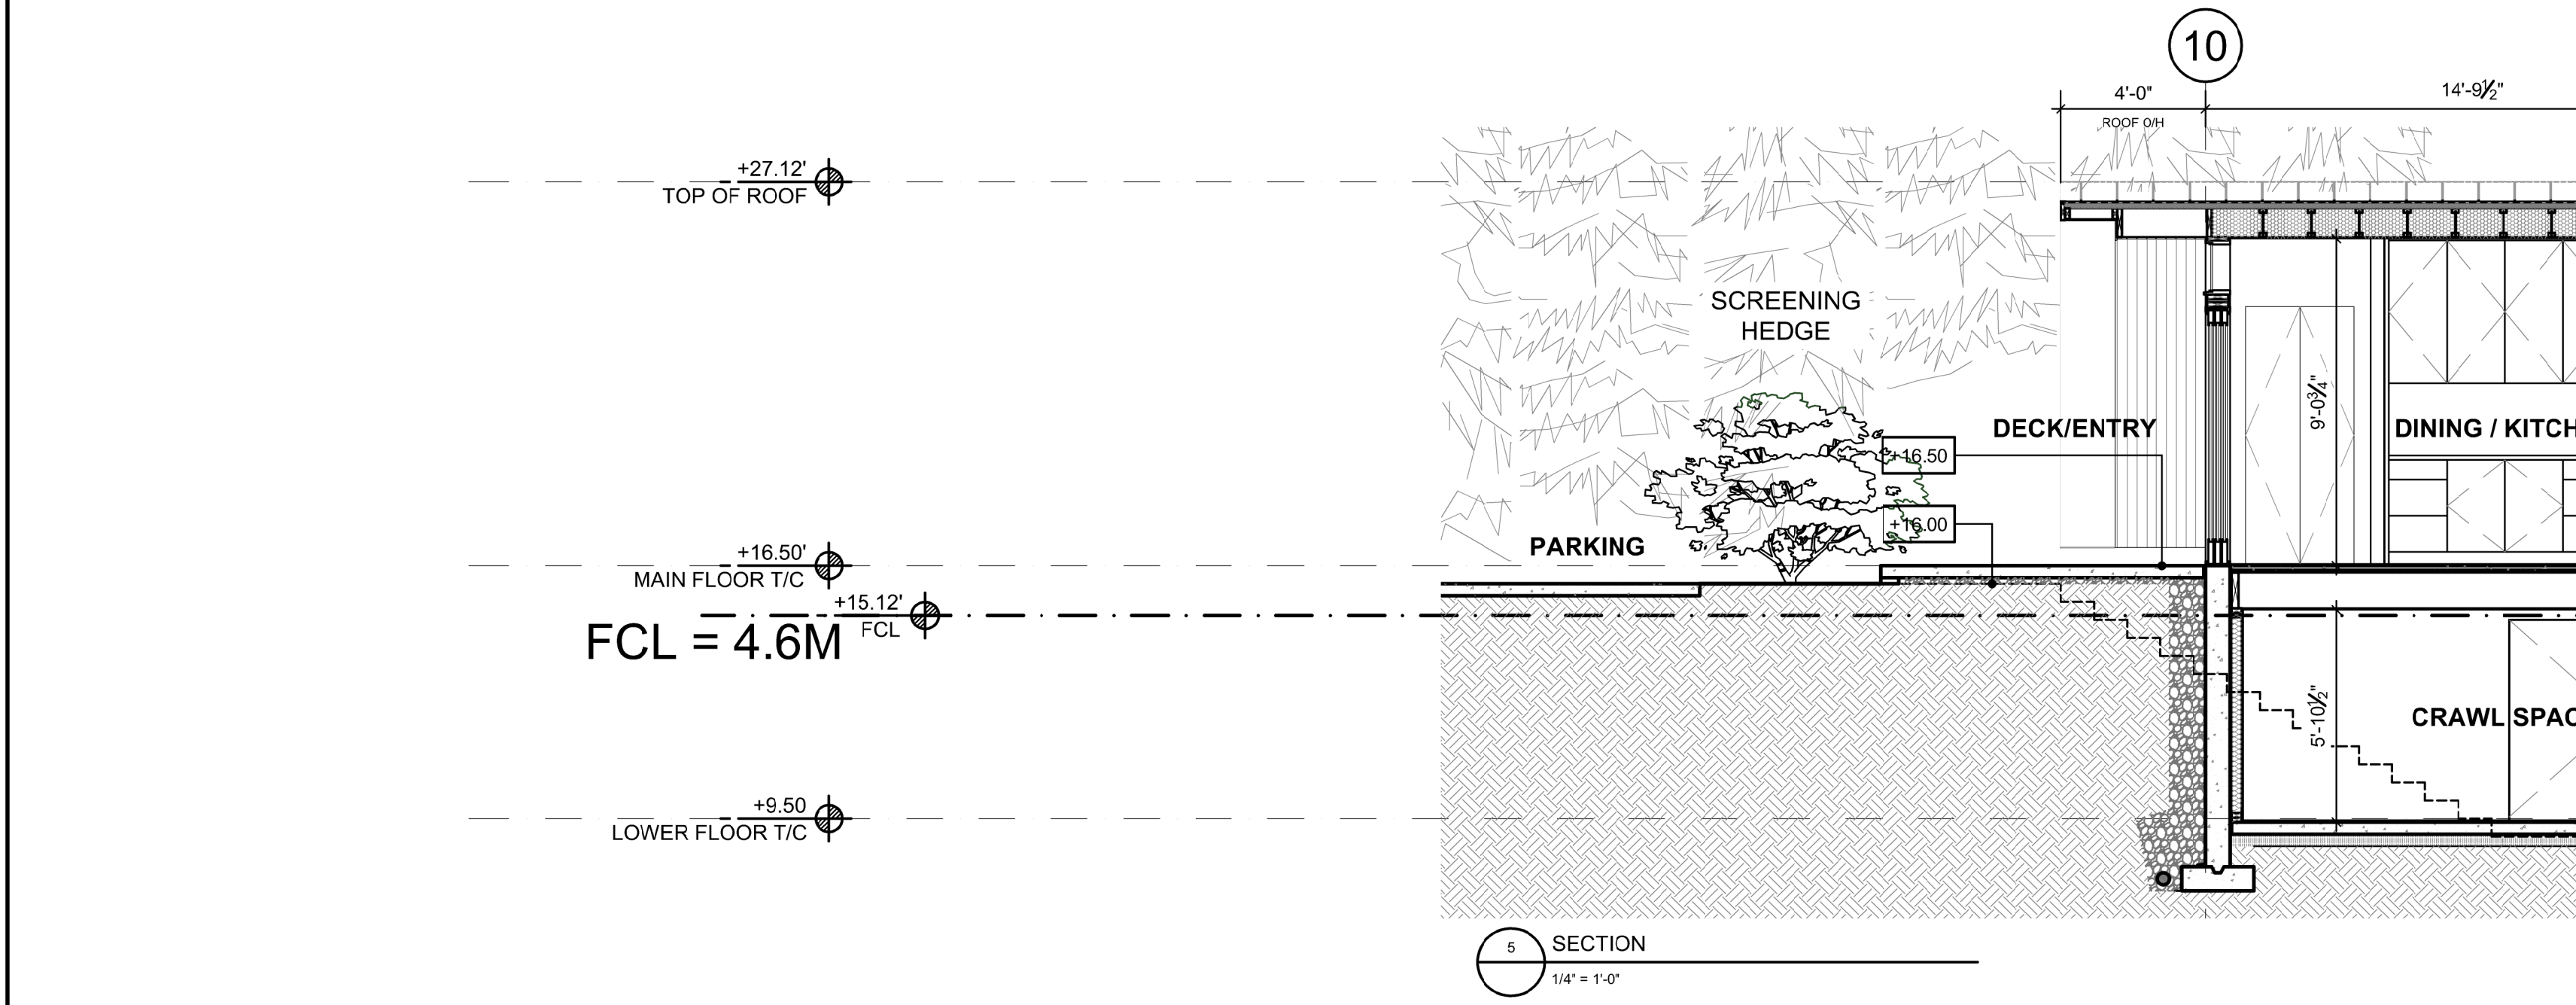 10
4'-0"
14'-9½"
ROOF O/H
+27.12'
TOP OF ROOF
SCREENING
HEDGE
9'-0¾"
DECK/ENTRY
DINING / KITCH
+16.50
+16.00
PARKING
+16.50'
MAIN FLOOR T/C
+15.12'
FCL
FCL = 4.6M
5'-10½"
CRAWL SPAC
+9.50
LOWER FLOOR T/C
5
SECTION
1/4" = 1'-0"